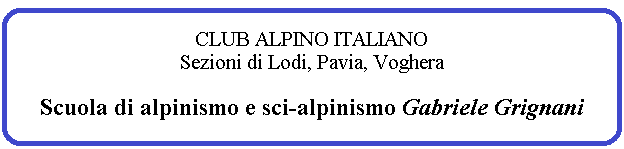 CLUB ALPINO ITALIANO
Sezioni di Lodi, Pavia, Voghera
Scuola di alpinismo e sci-alpinismo Gabriele Grignani